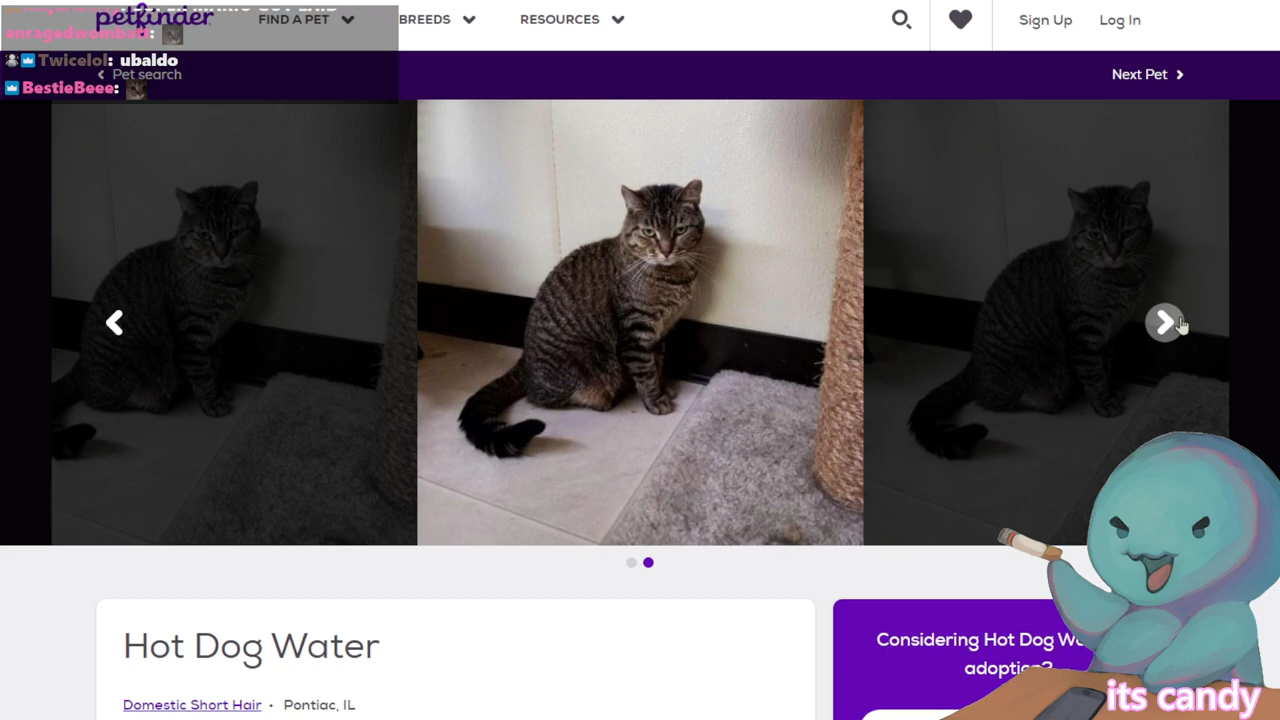 petfinder
FIND A PET
BREEDS
RESOURCES
Sign Up
Log In
enragedwombat:
Twicelol: ubaldo
Pet search
BestieBeee:
Next Pet
Hot Dog Water
Domestic Short Hair • Pontiac, IL
Considering Hot Dog
adoption?
its candy